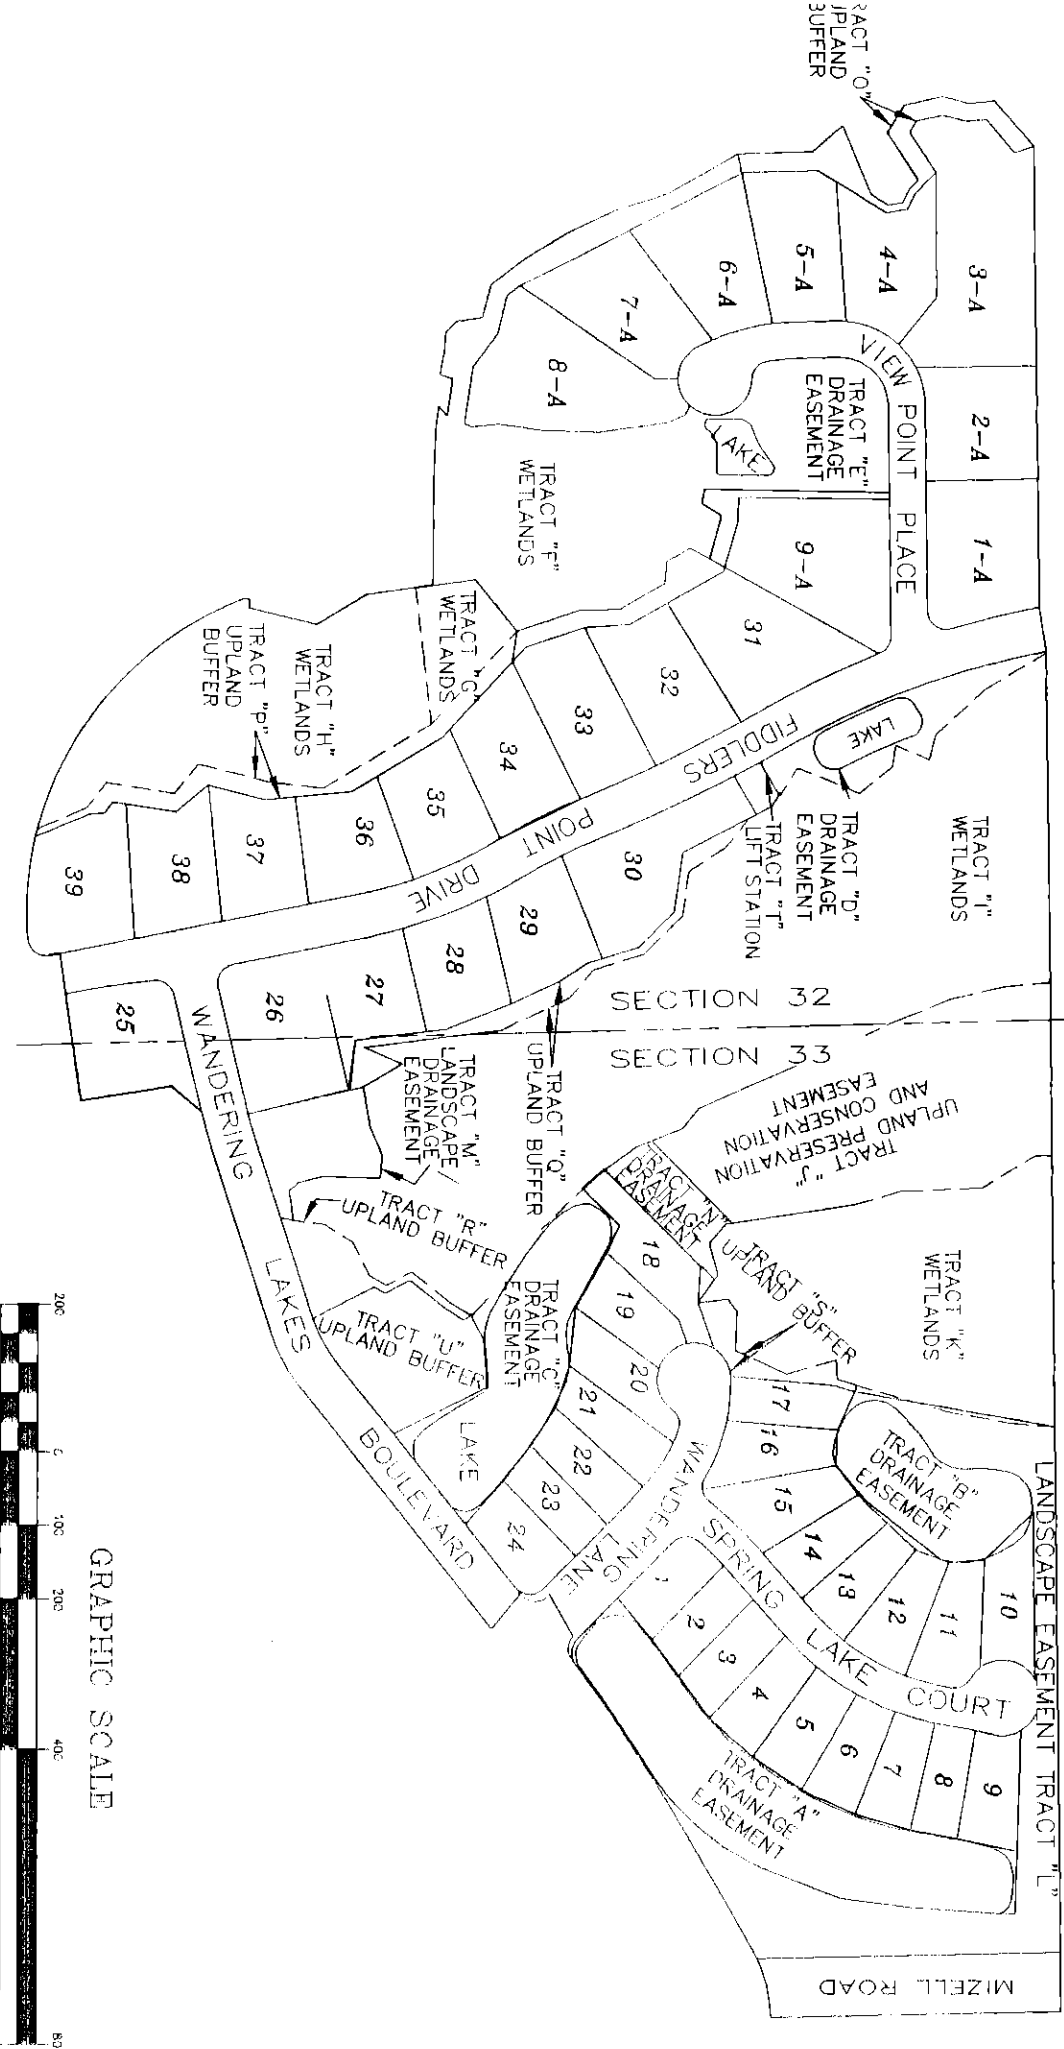 TRACT "O"
UPLAND
BUFFER
3-A
4-A
5-A
6-A
7-A
8-A
2-A
1-A
9-A
VIEW POINT PLACE
TRACT "E"
DRAINAGE
EASEMENT
LAKE
TRACT "F"
WETLANDS
TRACT "G"
WETLANDS
TRACT "H"
WETLANDS
TRACT "P"
UPLAND
BUFFER
31
32
33
34
35
36
37
38
39
FIDDLERS
POINT
DRIVE
LAKE
TRACT "D"
DRAINAGE
EASEMENT
TRACT "T"
LIFT STATION
TRACT "I"
WETLANDS
30
29
28
27
26
25
SECTION 32
SECTION 33
TRACT "Q"
UPLAND BUFFER
TRACT "M"
LANDSCAPE /
DRAINAGE
EASEMENT
TRACT "J"
UPLAND PRESERVATION
AND CONSERVATION
EASEMENT
TRACT "R"
UPLAND BUFFER
TRACT "U"
UPLAND BUFFER
WANDERING
LAKES
BOULEVARD
TRACT "N"
DRAINAGE
EASEMENT
TRACT "S"
UPLAND BUFFER
TRACT "K"
WETLANDS
TRACT "C"
DRAINAGE
EASEMENT
LAKE
18
19
20
21
22
23
24
WANDERING
LANE
17
16
15
14
13
12
11
10
TRACT "B"
DRAINAGE
EASEMENT
SPRING LAKE COURT
2
3
4
5
6
7
8
9
TRACT "A"
DRAINAGE
EASEMENT
LANDSCAPE EASEMENT TRACT "L"
MIZELL ROAD
GRAPHIC SCALE
200
0
100
200
400